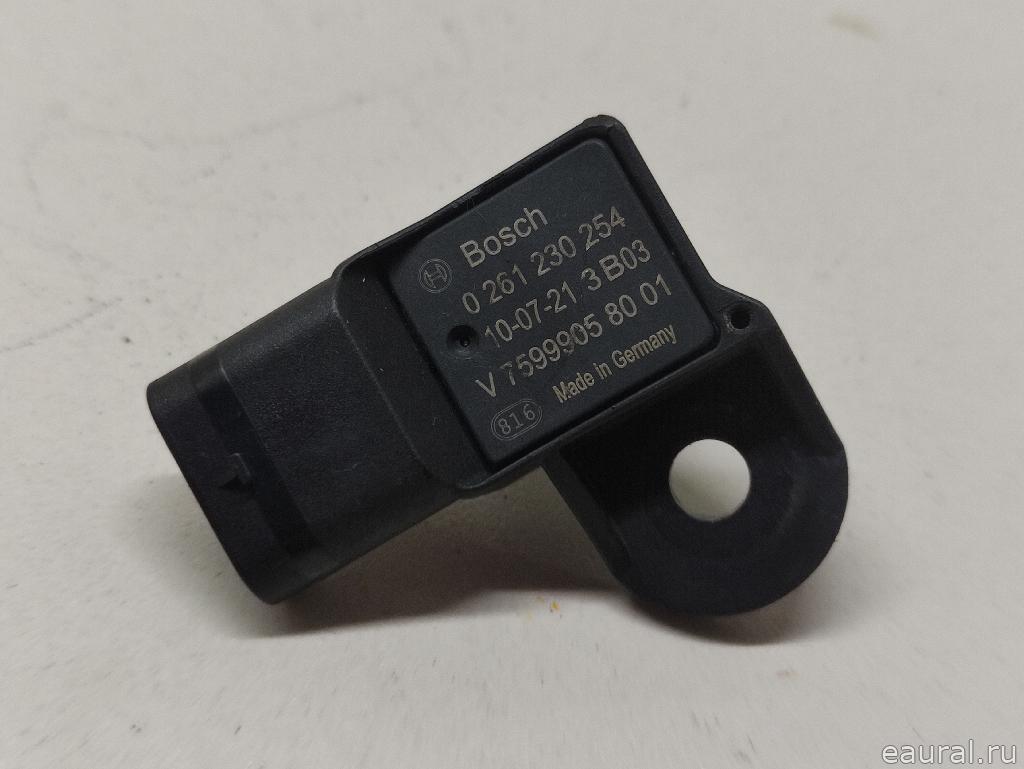 Bosch
0 261 230 254
10-07-21 3 B03
V 7599905 80 01
816 Made in Germany
eaural.ru